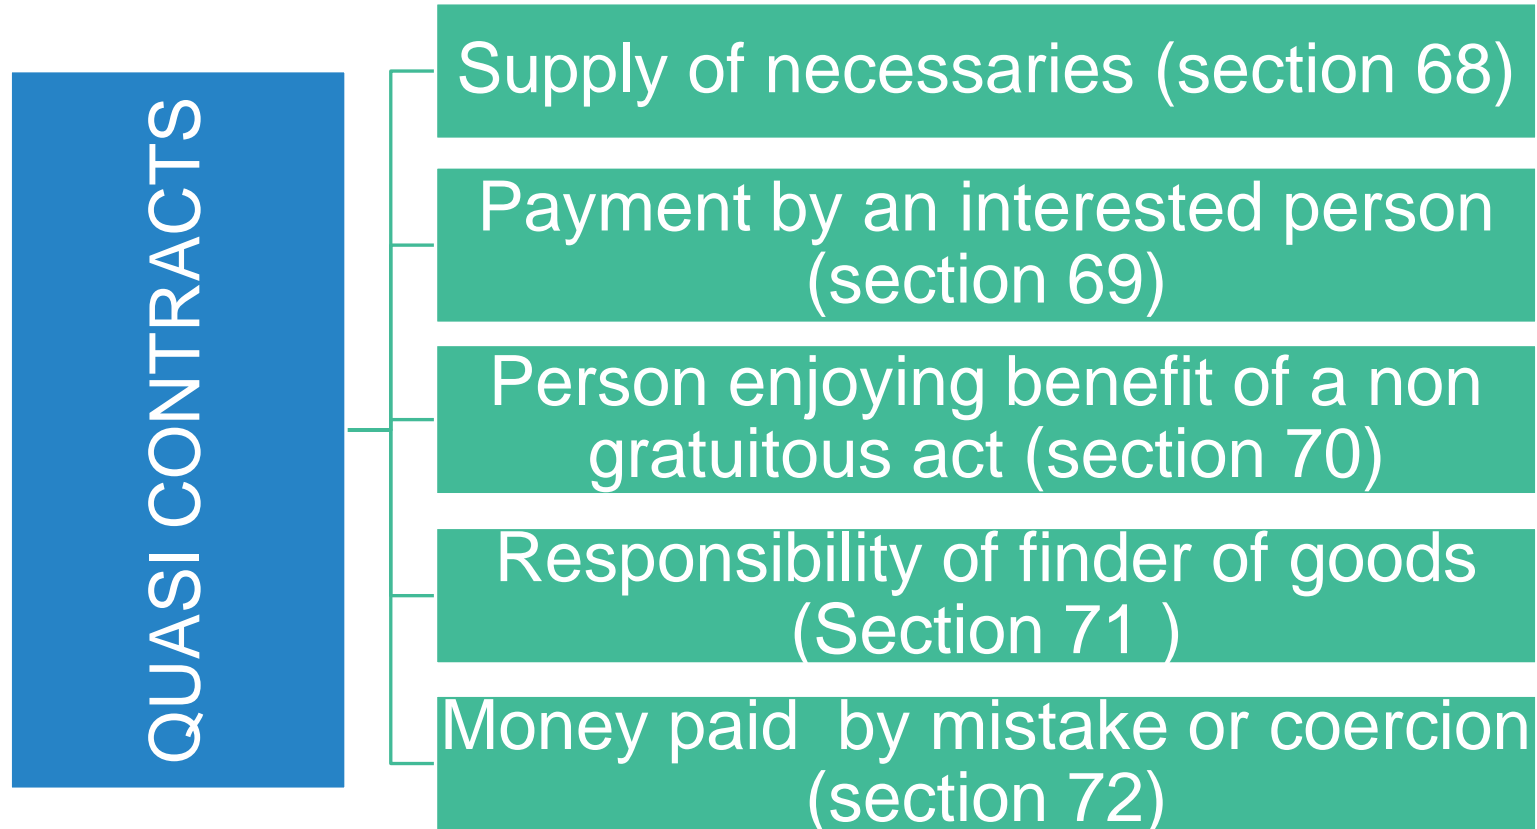 QUASI CONTRACTS
Supply of necessaries (section 68)
Payment by an interested person
(section 69)
Person enjoying benefit of a non
gratuitous act (section 70)
Responsibility of finder of goods
(Section 71 )
Money paid  by mistake or coercion
(section 72)